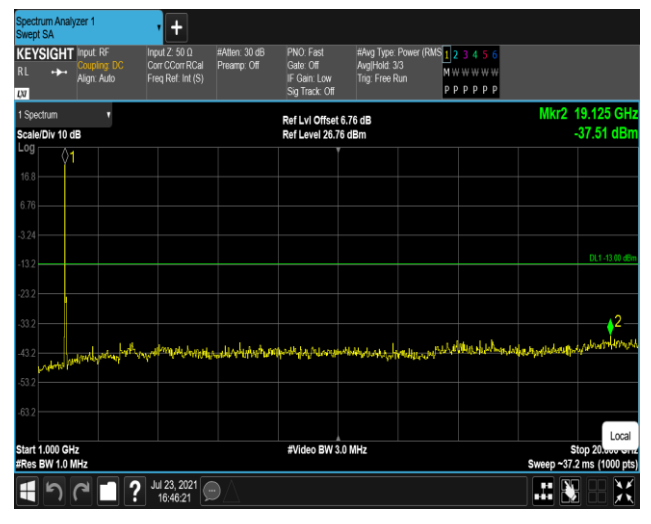 Spectrum Analyzer 1
Swept SA
+
KEYSIGHT
RL
LXI
Input: RF
Coupling: DC
Align: Auto
Input Z: 50 Ω
Corr CCorr RCal
Freq Ref: Int (S)
#Atten: 30 dB
Preamp: Off
PNO: Fast
Gate: Off
IF Gain: Low
Sig Track: Off
#Avg Type: Power (RMS
Avg|Hold: 3/3
Trig: Free Run
1 2 3 4 5 6
M W W W W W
P P P P P P
1 Spectrum
Scale/Div 10 dB
Log
Ref Lvl Offset 6.76 dB
Ref Level 26.76 dBm
Mkr2 19.125 GHz
-37.51 dBm
1
16.8
6.76
-3.24
-13.2
DL1 -13.00 dBm
-23.2
-33.2
2
-43.2
-53.2
-63.2
Local
Start 1.000 GHz
#Video BW 3.0 MHz
#Res BW 1.0 MHz
Sweep ~37.2 ms (1000 pts)
?
Jul 23, 2021
16:46:21